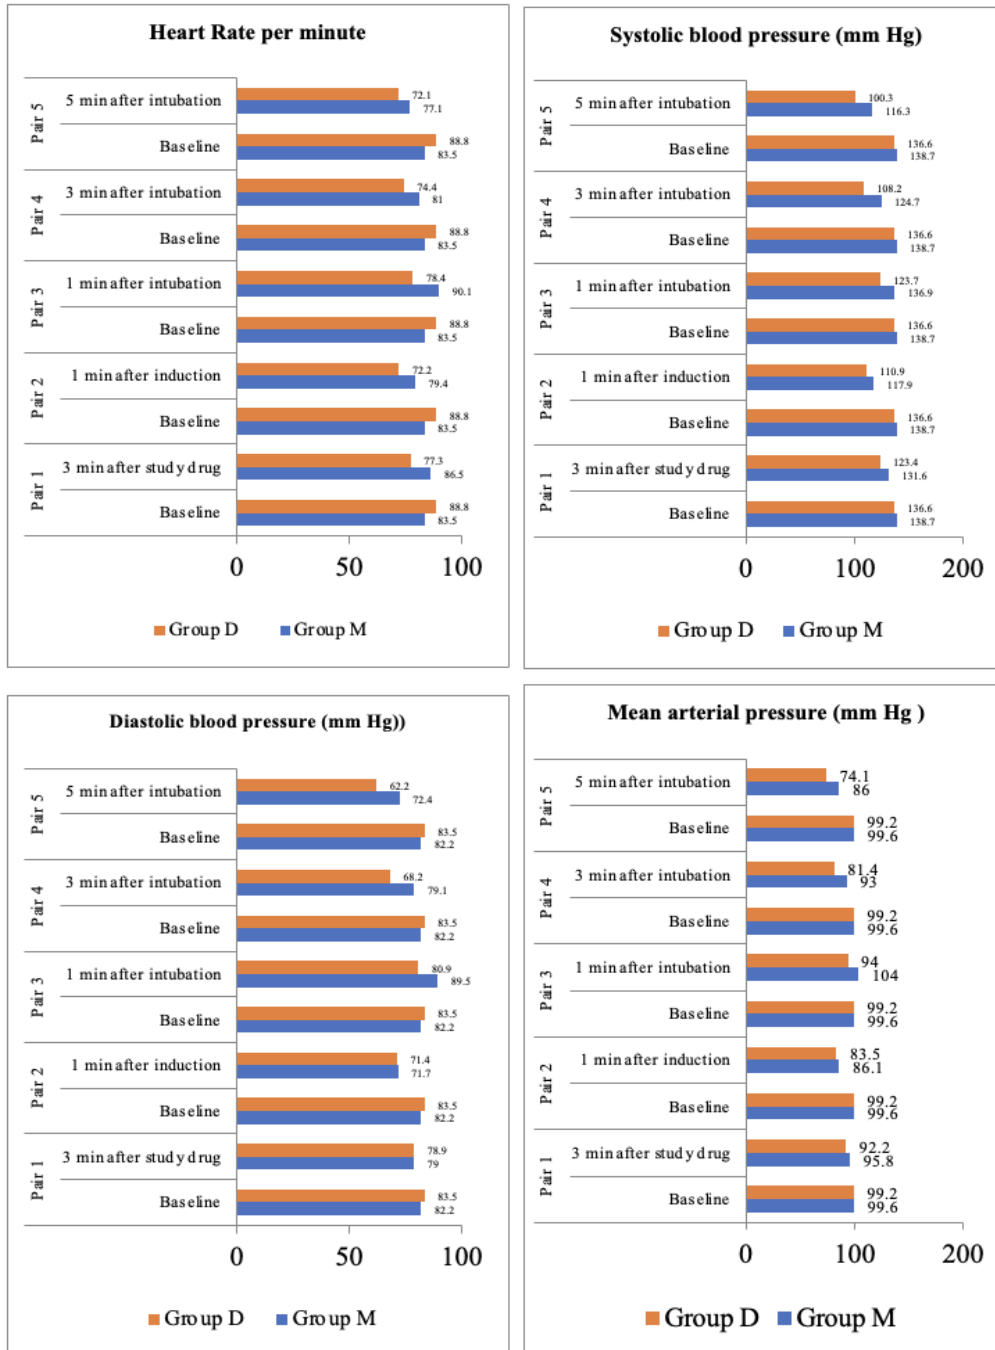 Heart Rate per minute
Pair 5
5 min after intubation
72.1
77.1
Baseline
88.8
83.5
Pair 4
3 min after intubation
74.4
81
Baseline
88.8
83.5
Pair 3
1 min after intubation
78.4
90.1
Baseline
88.8
83.5
Pair 2
1 min after induction
72.2
79.4
Baseline
88.8
83.5
Pair 1
3 min after study drug
77.3
86.5
Baseline
88.8
83.5
0 50 100
Group D Group M
Systolic blood pressure (mm Hg)
Pair 5
5 min after intubation
100.3
116.3
Baseline
136.6
138.7
Pair 4
3 min after intubation
108.2
124.7
Baseline
136.6
138.7
Pair 3
1 min after intubation
123.7
136.9
Baseline
136.6
138.7
Pair 2
1 min after induction
110.9
117.9
Baseline
136.6
138.7
Pair 1
3 min after study drug
123.4
131.6
Baseline
136.6
138.7
0 100 200
Group D Group M
Diastolic blood pressure (mm Hg))
Pair 5
5 min after intubation
62.2
72.4
Baseline
83.5
82.2
Pair 4
3 min after intubation
68.2
79.1
Baseline
83.5
82.2
Pair 3
1 min after intubation
80.9
89.5
Baseline
83.5
82.2
Pair 2
1 min after induction
71.4
71.7
Baseline
83.5
82.2
Pair 1
3 min after study drug
78.9
79
Baseline
83.5
82.2
0 50 100
Group D Group M
Mean arterial pressure (mm Hg )
Pair 5
5 min after intubation
74.1
86
Baseline
99.2
99.6
Pair 4
3 min after intubation
81.4
93
Baseline
99.2
99.6
Pair 3
1 min after intubation
94
104
Baseline
99.2
99.6
Pair 2
1 min after induction
83.5
86.1
Baseline
99.2
99.6
Pair 1
3 min after study drug
92.2
95.8
Baseline
99.2
99.6
0 100 200
Group D Group M